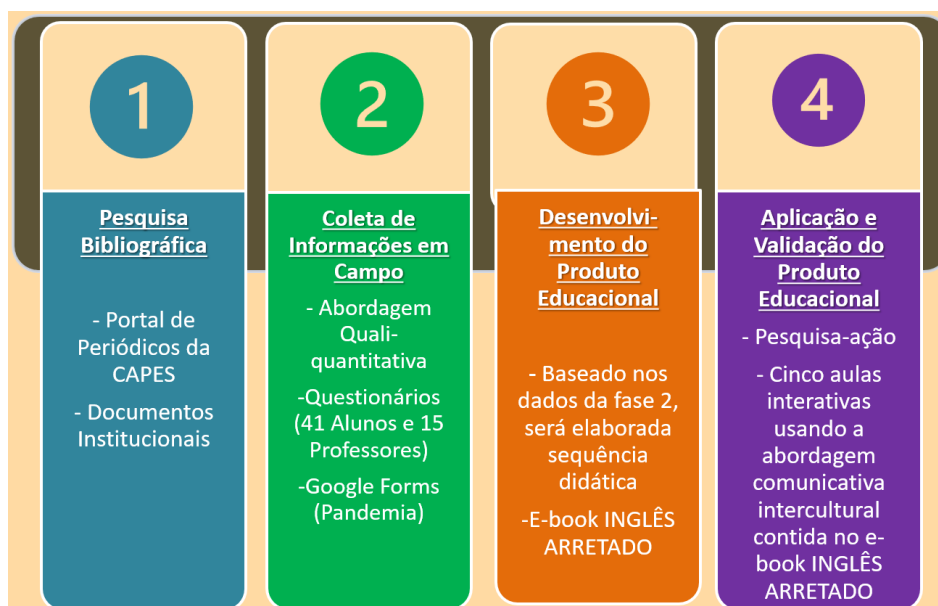 1
Pesquisa
Bibliográfica
- Portal de
Periódicos da
CAPES
- Documentos
Institucionais
2
Coleta de
Informações em
Campo
- Abordagem
Quali-
quantitativa
-Questionários
(41 Alunos e 15
Professores)
-Google Forms
(Pandemia)
3
Desenvolvi-
mento do
Produto
Educacional
- Baseado nos
dados da fase 2,
será elaborada
sequência
didática
-E-book INGLÊS
ARRETADO
4
Aplicação e
Validação do
Produto
Educacional
- Pesquisa-ação
- Cinco aulas
interativas
usando a
abordagem
comunicativa
intercultural
contida no e-
book INGLÊS
ARRETADO